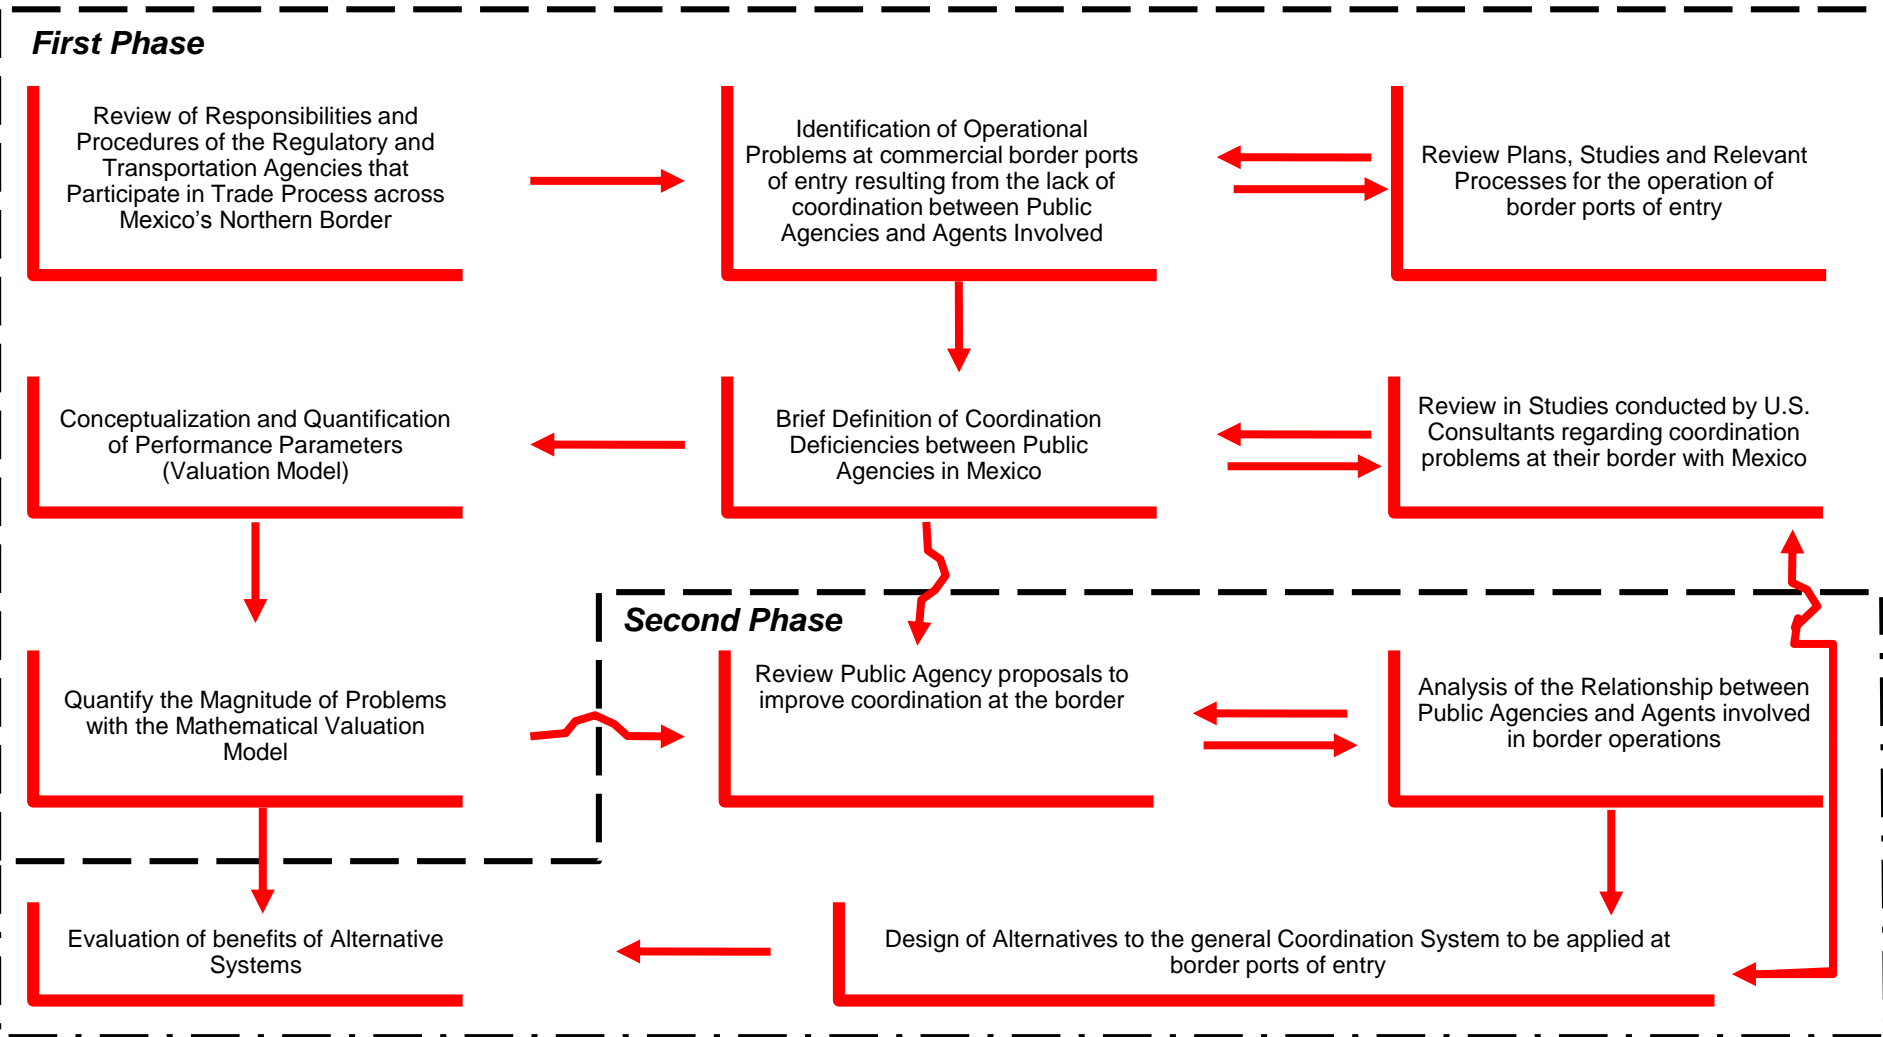 First Phase
Review of Responsibilities and
Procedures of the Regulatory and
Transportation Agencies that
Participate in Trade Process across
Mexico’s Northern Border
Identification of Operational
Problems at commercial border ports
of entry resulting from the lack of
coordination between Public
Agencies and Agents Involved
Review Plans, Studies and Relevant
Processes for the operation of
border ports of entry
Conceptualization and Quantification
of Performance Parameters
(Valuation Model)
Brief Definition of Coordination
Deficiencies between Public
Agencies in Mexico
Review in Studies conducted by U.S.
Consultants regarding coordination
problems at their border with Mexico
Second Phase
Quantify the Magnitude of Problems
with the Mathematical Valuation
Model
Review Public Agency proposals to
improve coordination at the border
Analysis of the Relationship between
Public Agencies and Agents involved
in border operations
Evaluation of benefits of Alternative
Systems
Design of Alternatives to the general Coordination System to be applied at
border ports of entry